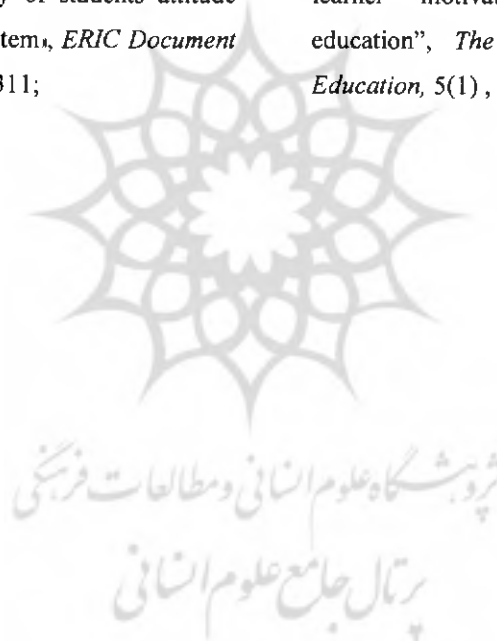 y of students attitude
tem», ERIC Document
311;
learner motivat
education", The
Education, 5(1) ,
پژوهشگاه علوم انسانی و مطالعات فرهنگی
پرتال جامع علوم انسانی